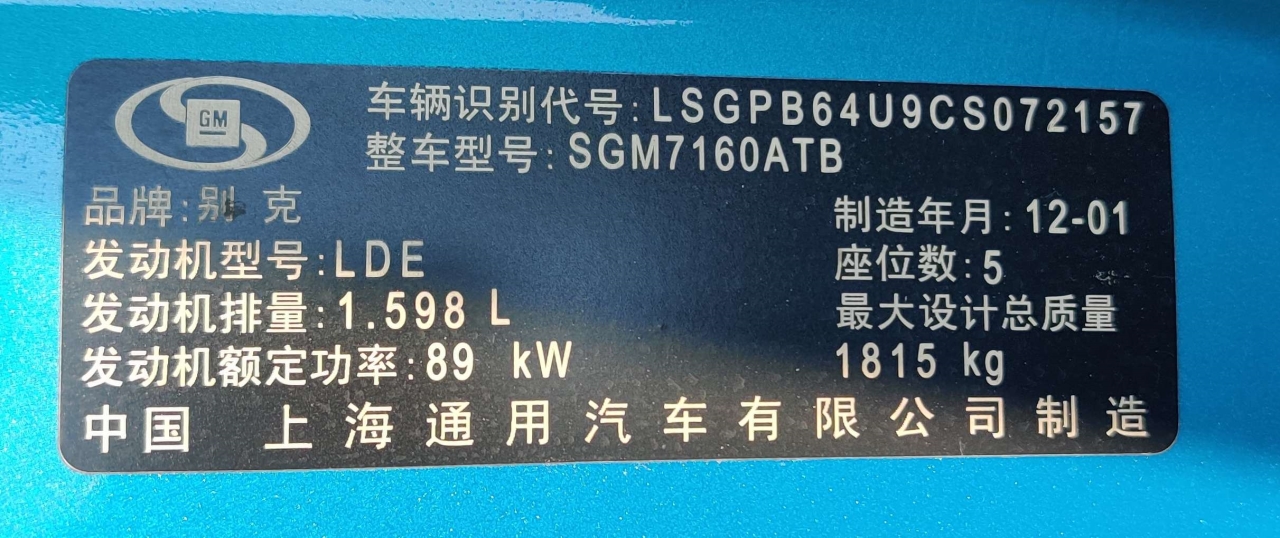 GM
车辆识别代号:LSGPB64U9CS072157
整车型号:SGM7160ATB
品牌:别克
制造年月:12-01
发动机型号:LDE
座位数:5
发动机排量:1.598 L
最大设计总质量
发动机额定功率:89 kW
1815 kg
中国 上海通用汽车有限公司制造